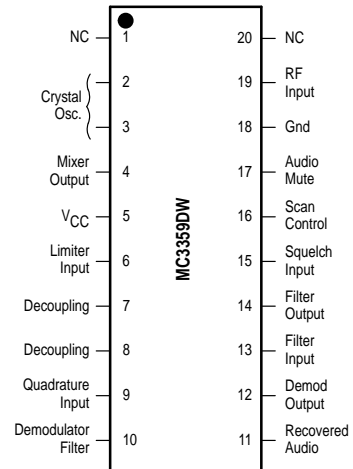 NC 1 20 NC
Crystal Osc. 2 19 RF Input
3 18 Gnd
Mixer Output 4 17 Audio Mute
VCC 5 16 Scan Control
Limiter Input 6 15 Squelch Input
Decoupling 7 14 Filter Output
Decoupling 8 13 Filter Input
Quadrature Input 9 12 Demod Output
Demodulator Filter 10 11 Recovered Audio
MC3359DW